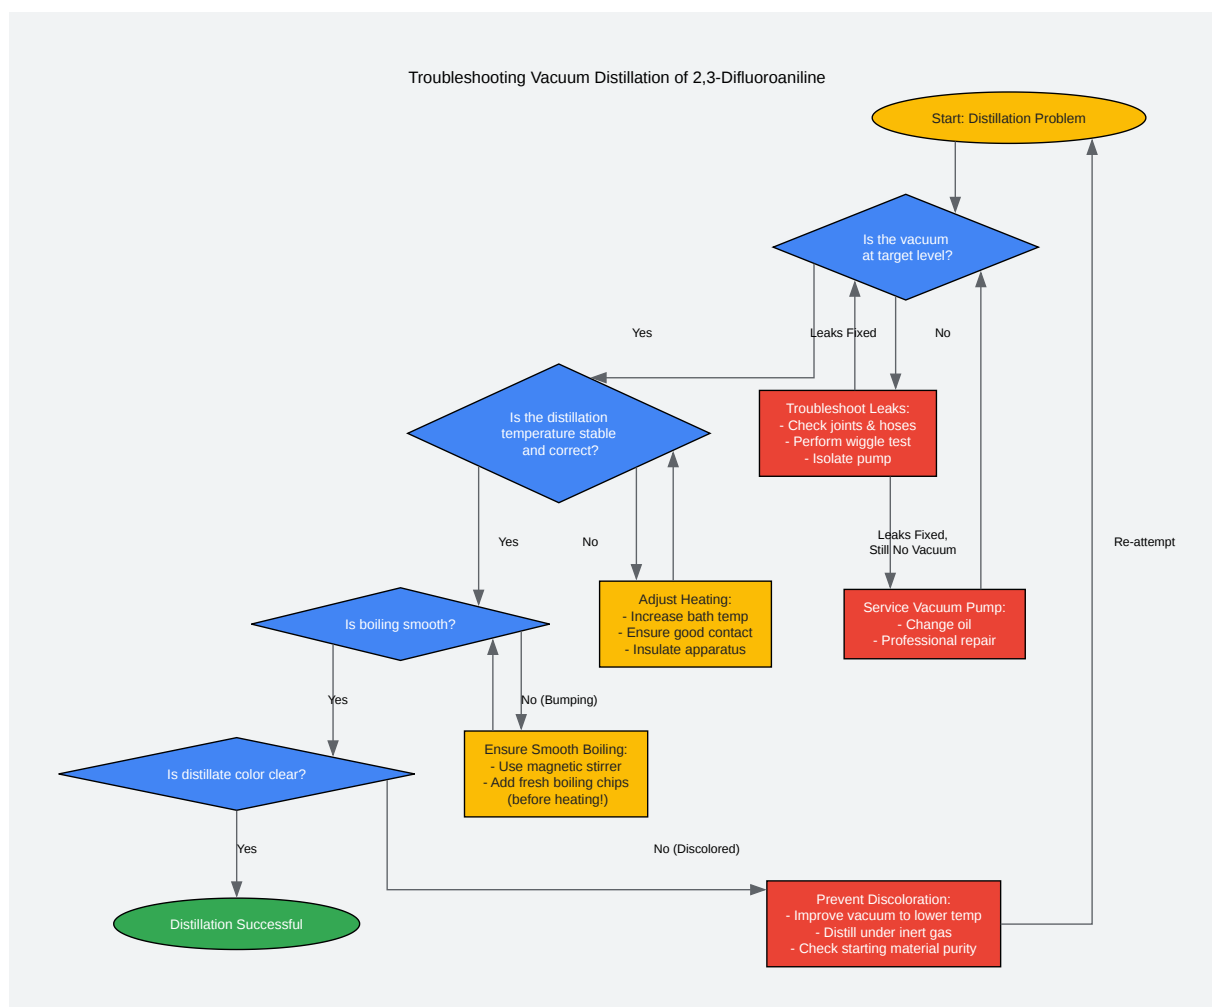 Troubleshooting Vacuum Distillation of 2,3-Difluoroaniline
Start: Distillation Problem
Is the vacuum
at target level?
Yes
Leaks Fixed
No
Is the distillation
temperature stable
and correct?
Troubleshoot Leaks:
- Check joints & hoses
- Perform wiggle test
- Isolate pump
Yes
No
Leaks Fixed,
Still No Vacuum
Re-attempt
Is boiling smooth?
Adjust Heating:
- Increase bath temp
- Ensure good contact
- Insulate apparatus
Service Vacuum Pump:
- Change oil
- Professional repair
Yes
No (Bumping)
Is distillate color clear?
Ensure Smooth Boiling:
- Use magnetic stirrer
- Add fresh boiling chips
(before heating!)
Yes
No (Discolored)
Distillation Successful
Prevent Discoloration:
- Improve vacuum to lower temp
- Distill under inert gas
- Check starting material purity